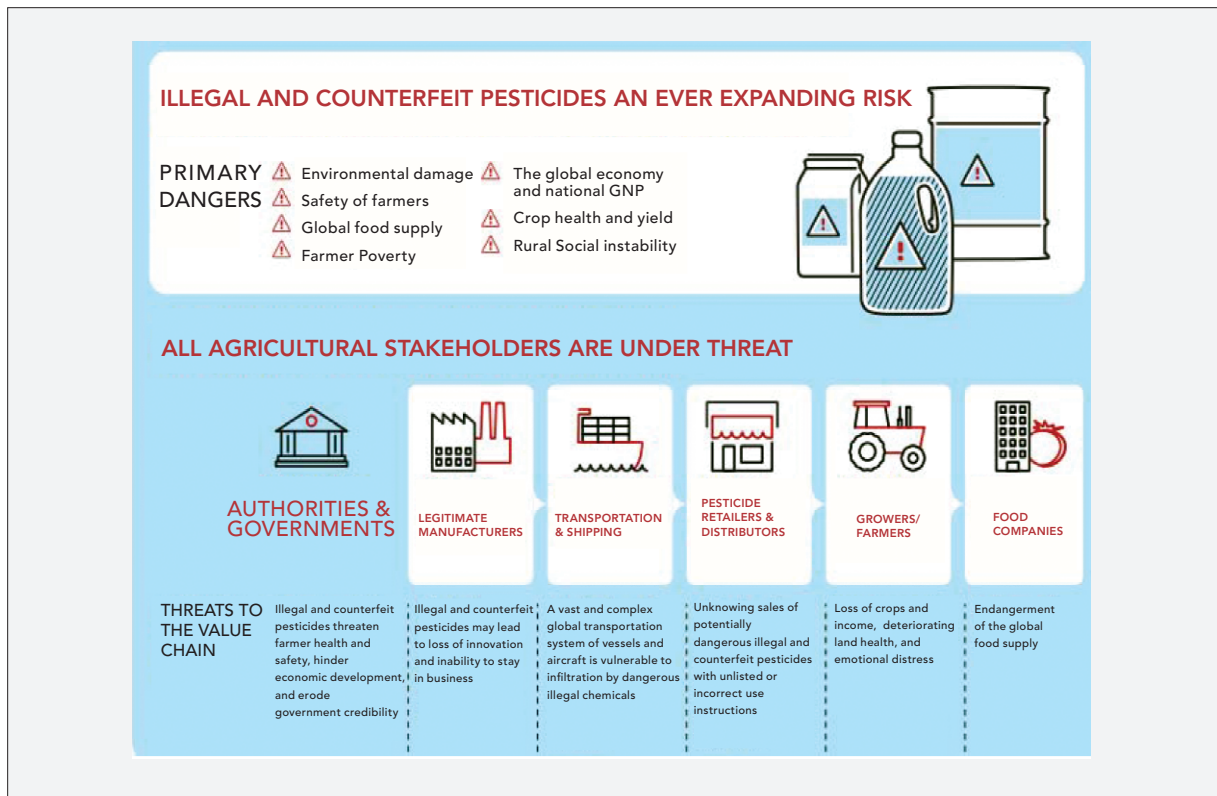 ILLEGAL AND COUNTERFEIT PESTICIDES AN EVER EXPANDING RISK
PRIMARY
DANGERS
Environmental damage
Safety of farmers
Global food supply
Farmer Poverty
The global economy
and national GNP
Crop health and yield
Rural Social instability
ALL AGRICULTURAL STAKEHOLDERS ARE UNDER THREAT
AUTHORITIES &
GOVERNMENTS
LEGITIMATE
MANUFACTURERS
TRANSPORTATION
& SHIPPING
PESTICIDE
RETAILERS &
DISTRIBUTORS
GROWERS/
FARMERS
FOOD
COMPANIES
THREATS TO
THE VALUE
CHAIN
Illegal and counterfeit
pesticides threaten
farmer health and
safety, hinder
economic development,
and erode
government credibility
Illegal and counterfeit
pesticides may lead
to loss of innovation
and inability to stay
in business
A vast and complex
global transportation
system of vessels and
aircraft is vulnerable to
infiltration by dangerous
illegal chemicals
Unknowing sales of
potentially
dangerous illegal and
counterfeit pesticides
with unlisted or
incorrect use
instructions
Loss of crops and
income, deteriorating
land health, and
emotional distress
Endangerment
of the global
food supply